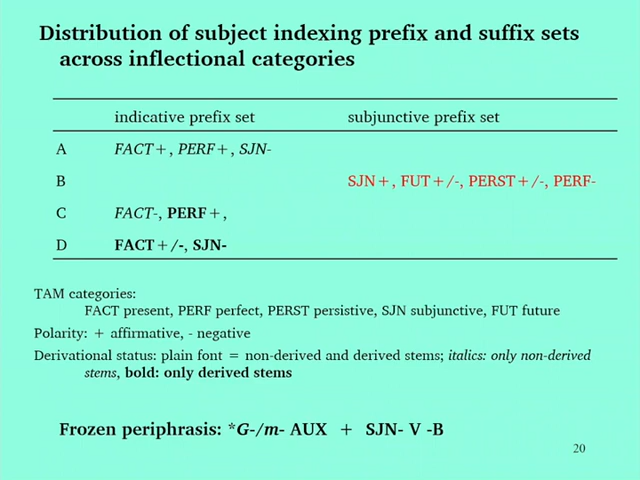 Distribution of subject indexing prefix and suffix sets
across inflectional categories
indicative prefix set subjunctive prefix set
A FACT+, PERF+, SJN-
B SJN+, FUT+/-, PERST+/-, PERF-
C FACT-, PERF+,
D FACT+/-, SJN-
TAM categories:
FACT present, PERF perfect, PERST persistive, SJN subjunctive, FUT future
Polarity: + affirmative, - negative
Derivational status: plain font = non-derived and derived stems; italics: only non-derived
stems, bold: only derived stems
Frozen periphrasis: *G-/m- AUX + SJN- V -B
20